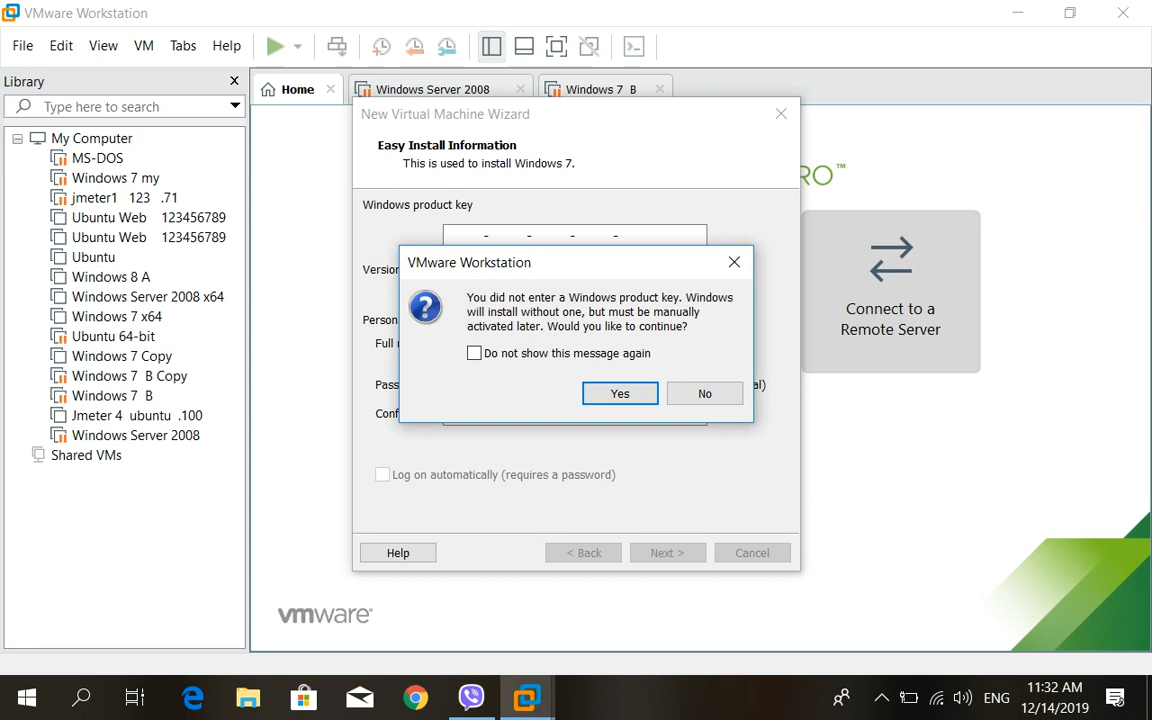 VMware Workstation
File Edit View VM Tabs Help
Library
Type here to search
My Computer
MS-DOS
Windows 7 my
jmeter1 123 .71
Ubuntu Web 123456789
Ubuntu Web 123456789
Ubuntu
Windows 8 A
Windows Server 2008 x64
Windows 7 x64
Ubuntu 64-bit
Windows 7 Copy
Windows 7 B Copy
Windows 7 B
Jmeter 4 ubuntu .100
Windows Server 2008
Shared VMs
Home Windows Server 2008 Windows 7 B
RO™
Connect to a
Remote Server
New Virtual Machine Wizard
Easy Install Information
This is used to install Windows 7.
Windows product key
- - - -
Version
Person
Full
Pass al)
Conf
VMware Workstation
You did not enter a Windows product key. Windows
will install without one, but must be manually
activated later. Would you like to continue?
Do not show this message again
Yes No
Log on automatically (requires a password)
Help < Back Next > Cancel
vmware®
ENG
11:32 AM
12/14/2019